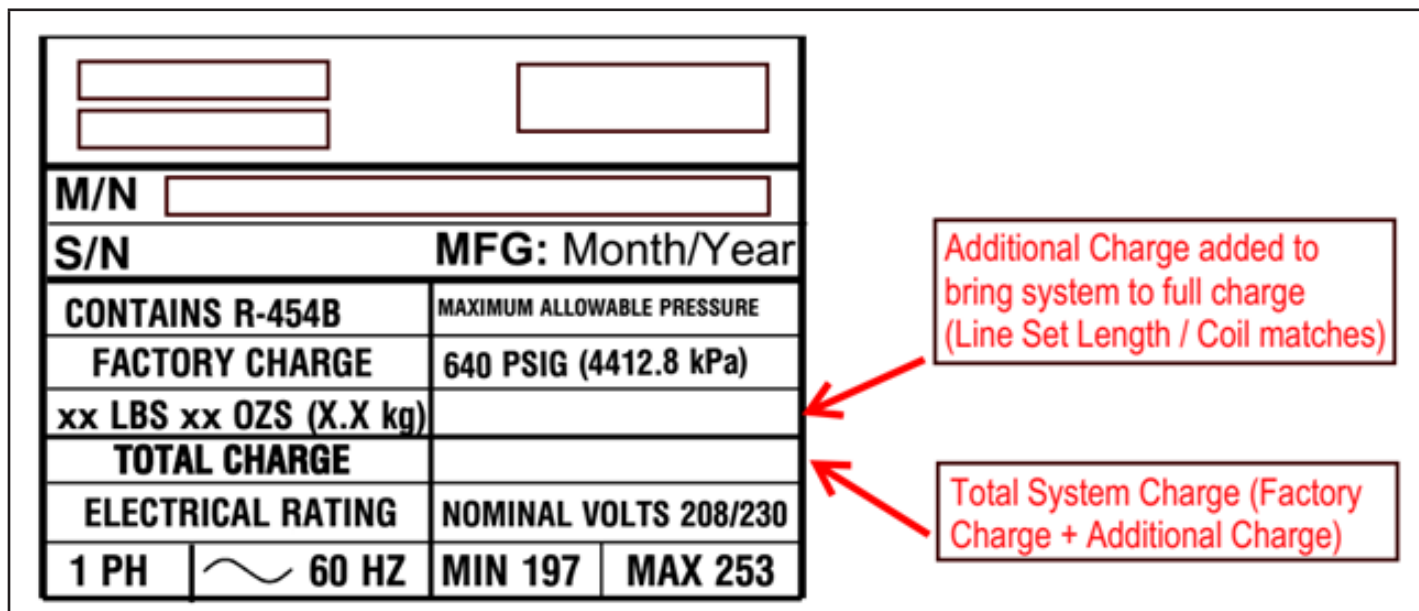 M/N
S/N MFG: Month/Year
CONTAINS R-454B MAXIMUM ALLOWABLE PRESSURE
FACTORY CHARGE 640 PSIG (4412.8 kPa)
xx LBS xx OZS (X.X kg)
TOTAL CHARGE
ELECTRICAL RATING NOMINAL VOLTS 208/230
1 PH 60 HZ MIN 197 MAX 253
Additional Charge added to
bring system to full charge
(Line Set Length / Coil matches)
Total System Charge (Factory
Charge + Additional Charge)